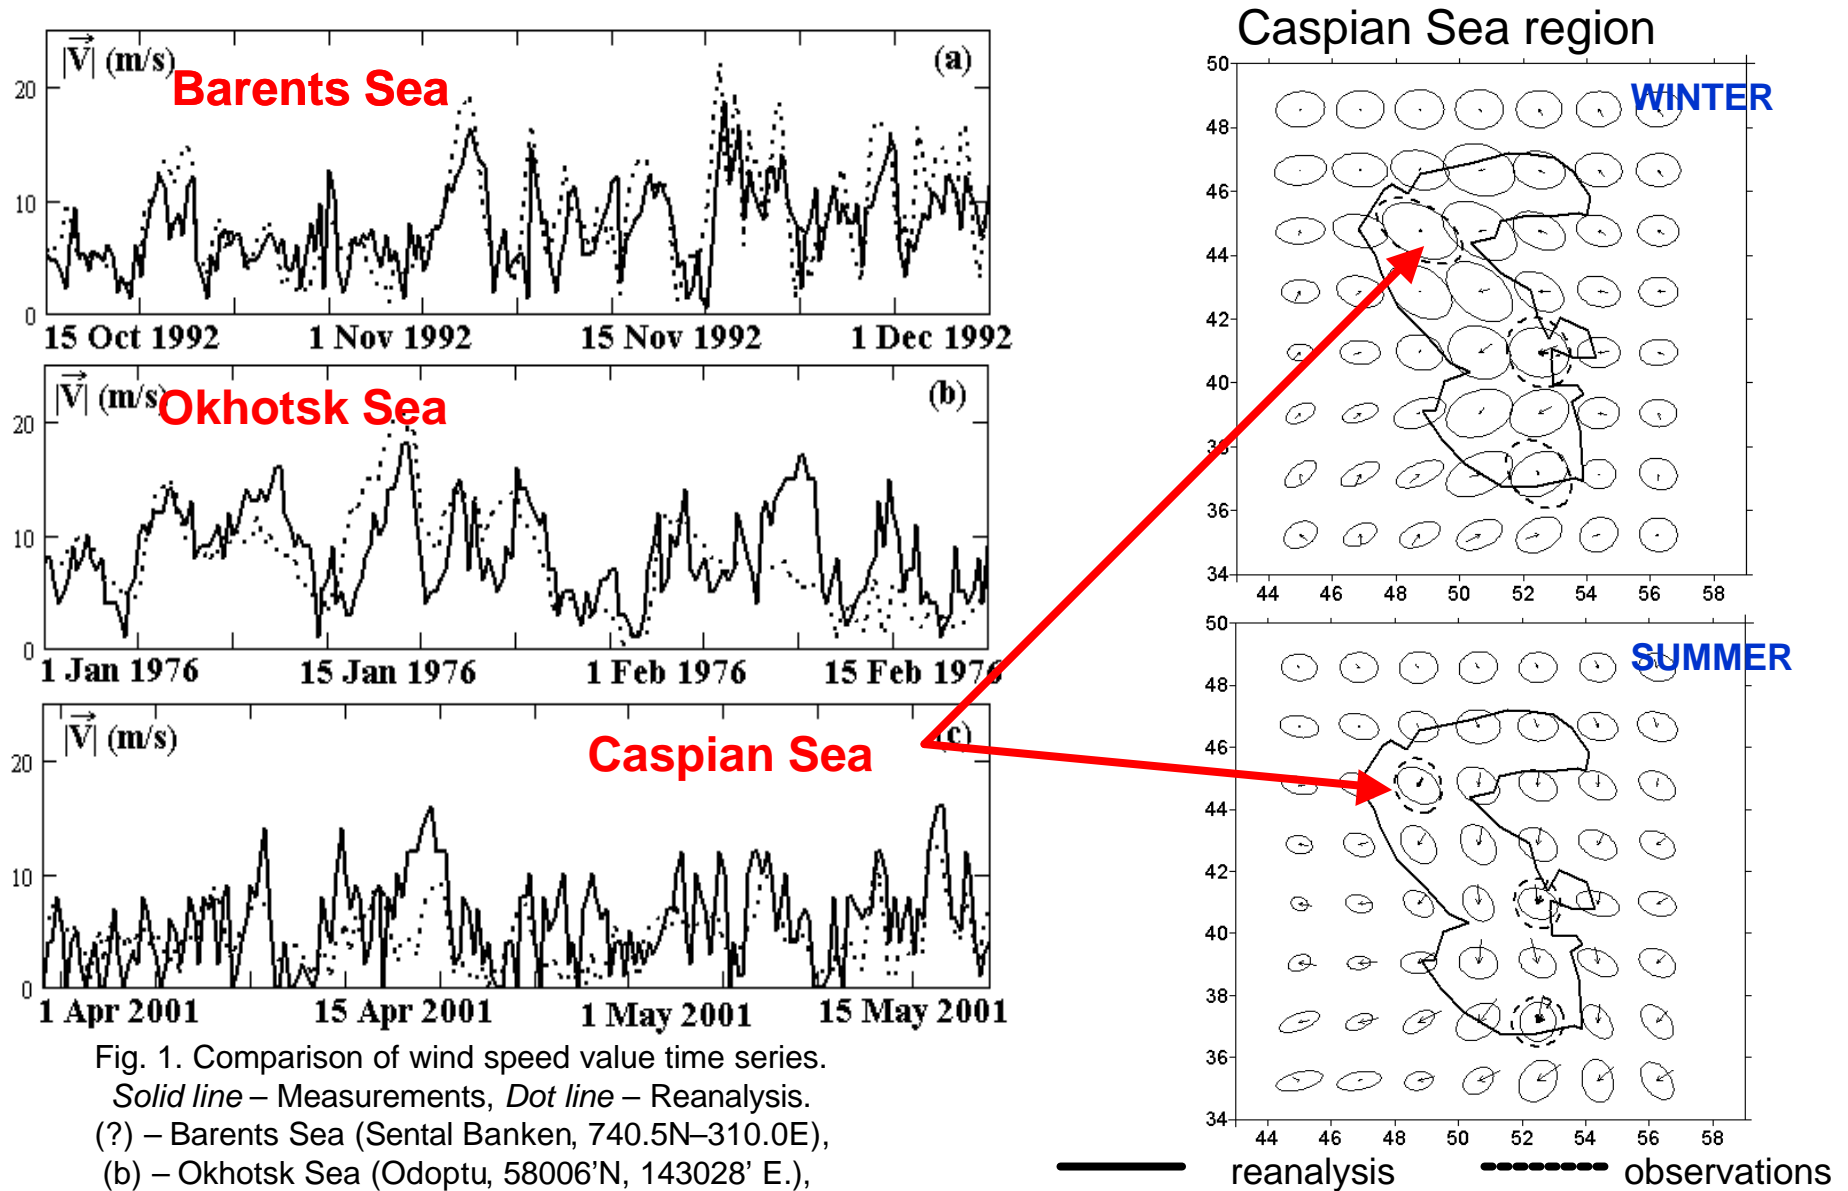 |V| (m/s)
Barents Sea
(a)
20
10
0
15 Oct 1992
1 Nov 1992
15 Nov 1992
1 Dec 1992
|V| (m/s)
Okhotsk Sea
(b)
20
10
0
1 Jan 1976
15 Jan 1976
1 Feb 1976
15 Feb 1976
|V| (m/s)
Caspian Sea
(c)
20
10
0
1 Apr 2001
15 Apr 2001
1 May 2001
15 May 2001
Fig. 1. Comparison of wind speed value time series.
Solid line – Measurements, Dot line – Reanalysis.
(?) – Barents Sea (Sental Banken, 740.5N–310.0E),
(b) – Okhotsk Sea (Odoptu, 58006'N, 143028' E.),
Caspian Sea region
WINTER
50
48
46
44
42
40
38
36
34
44 46 48 50 52 54 56 58
SUMMER
50
48
46
44
42
40
38
36
34
44 46 48 50 52 54 56 58
reanalysis
observations